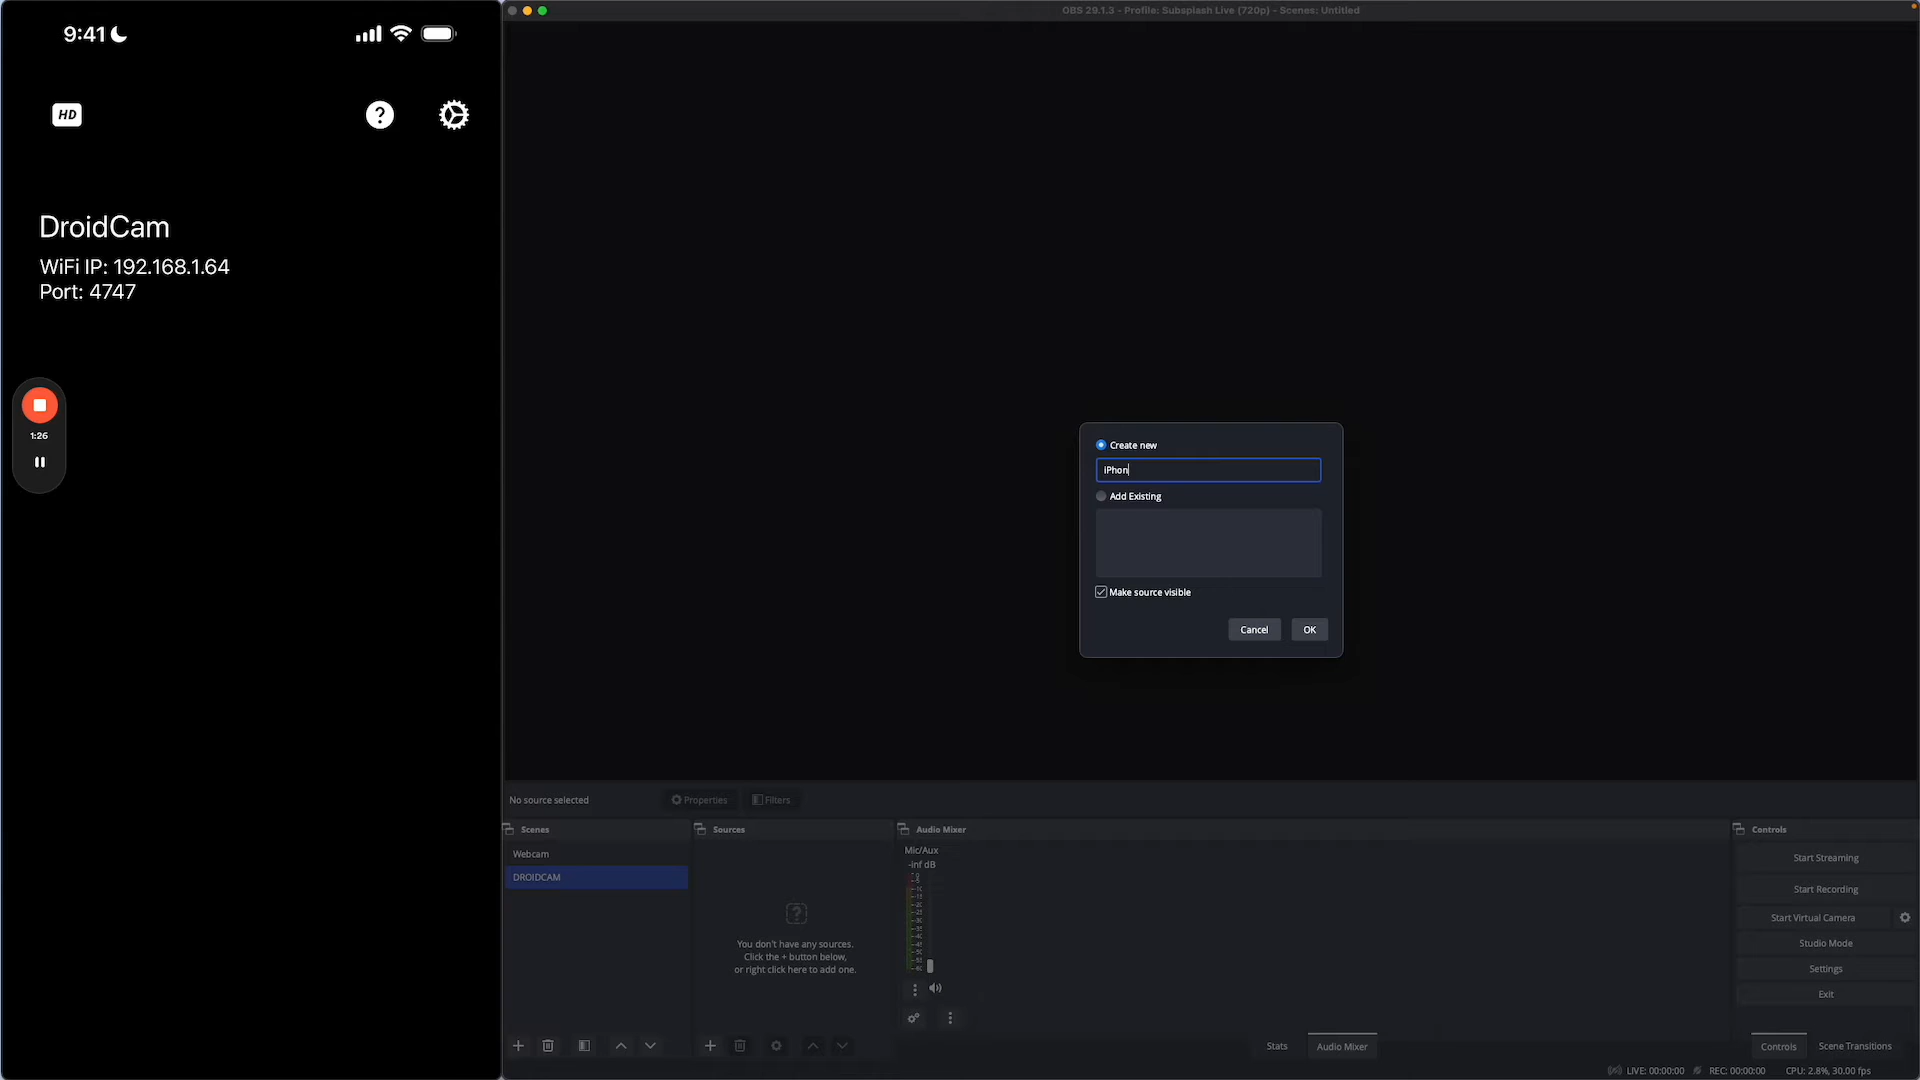 9:41
HD
?
DroidCam
WiFi IP: 192.168.1.64
Port: 4747
1:26
OBS 29.1.3 - Profile: Subsplash Live (720p) - Scenes: Untitled
Create new
iPhon
Add Existing
Make source visible
Cancel
OK
No source selected
Properties
Filters
Scenes
Webcam
DROIDCAM
Sources
?
You don't have any sources.
Click the + button below,
or right click here to add one.
Audio Mixer
Mic/Aux
-inf dB
Stats
Audio Mixer
Controls
Start Streaming
Start Recording
Start Virtual Camera
Studio Mode
Settings
Exit
Controls
Scene Transitions
LIVE: 00:00:00
REC: 00:00:00
CPU: 2.8%, 30.00 fps